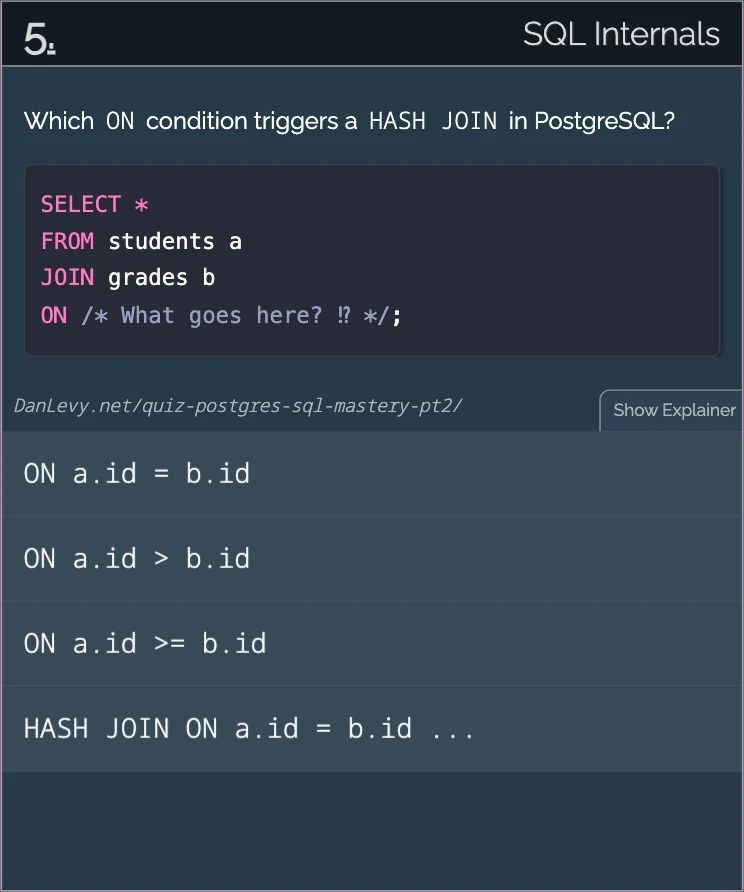 5.
SQL Internals
Which ON condition triggers a HASH JOIN in PostgreSQL?
SELECT *
FROM students a
JOIN grades b
ON /* What goes here? ⁉ */;
DanLevy.net/quiz-postgres-sql-mastery-pt2/
Show Explainer
ON a.id = b.id
ON a.id > b.id
ON a.id >= b.id
HASH JOIN ON a.id = b.id ...